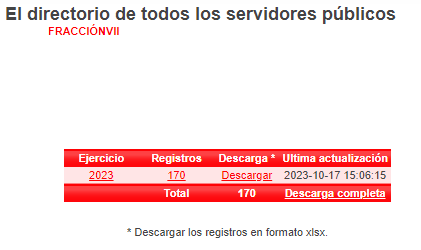 El directorio de todos los servidores públicos
FRACCIÓNVII
Ejercicio Registros Descarga * Ultima actualización
2023 170 Descargar 2023-10-17 15:06:15
Total 170 Descarga completa
* Descargar los registros en formato xlsx.